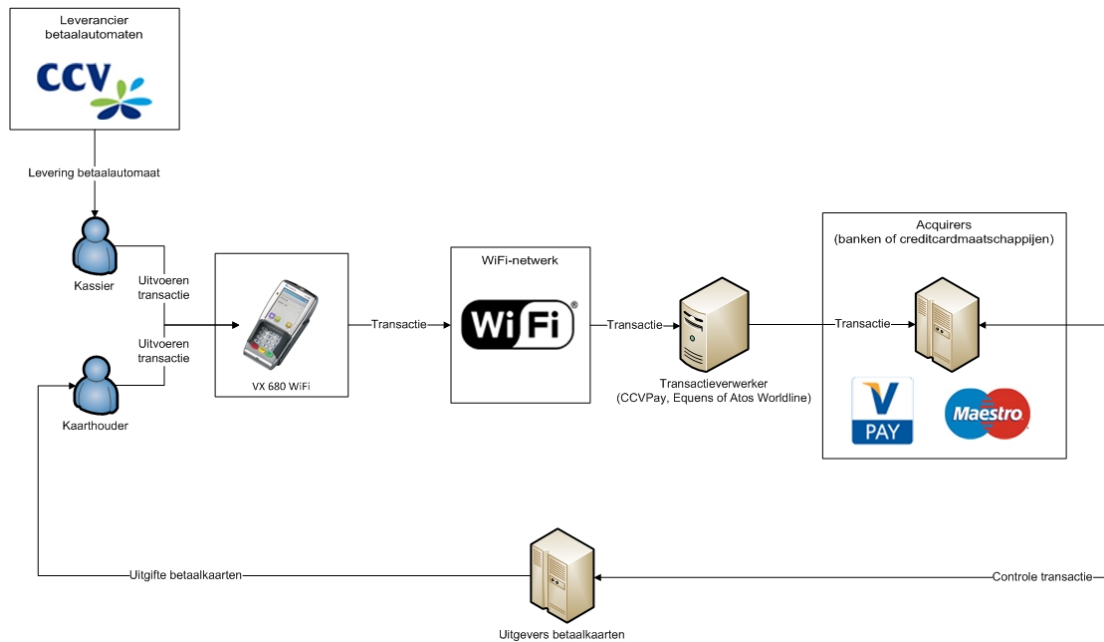 Leverancier
betaalautomaten
CCV
Levering betaalautomaat
Kassier
Uitvoeren
transactie
Uitvoeren
transactie
Kaarthouder
VX 680 WiFi
Transactie
WiFi-netwerk
WiFi®
Transactie
Transactieverwerker
(CCVPay, Equens of Atos Worldline)
Transactie
Acquirers
(banken of creditcardmaatschappijen)
V
PAY
Maestro
Uitgifte betaalkaarten
Controle transactie
Uitgevers betaalkaarten